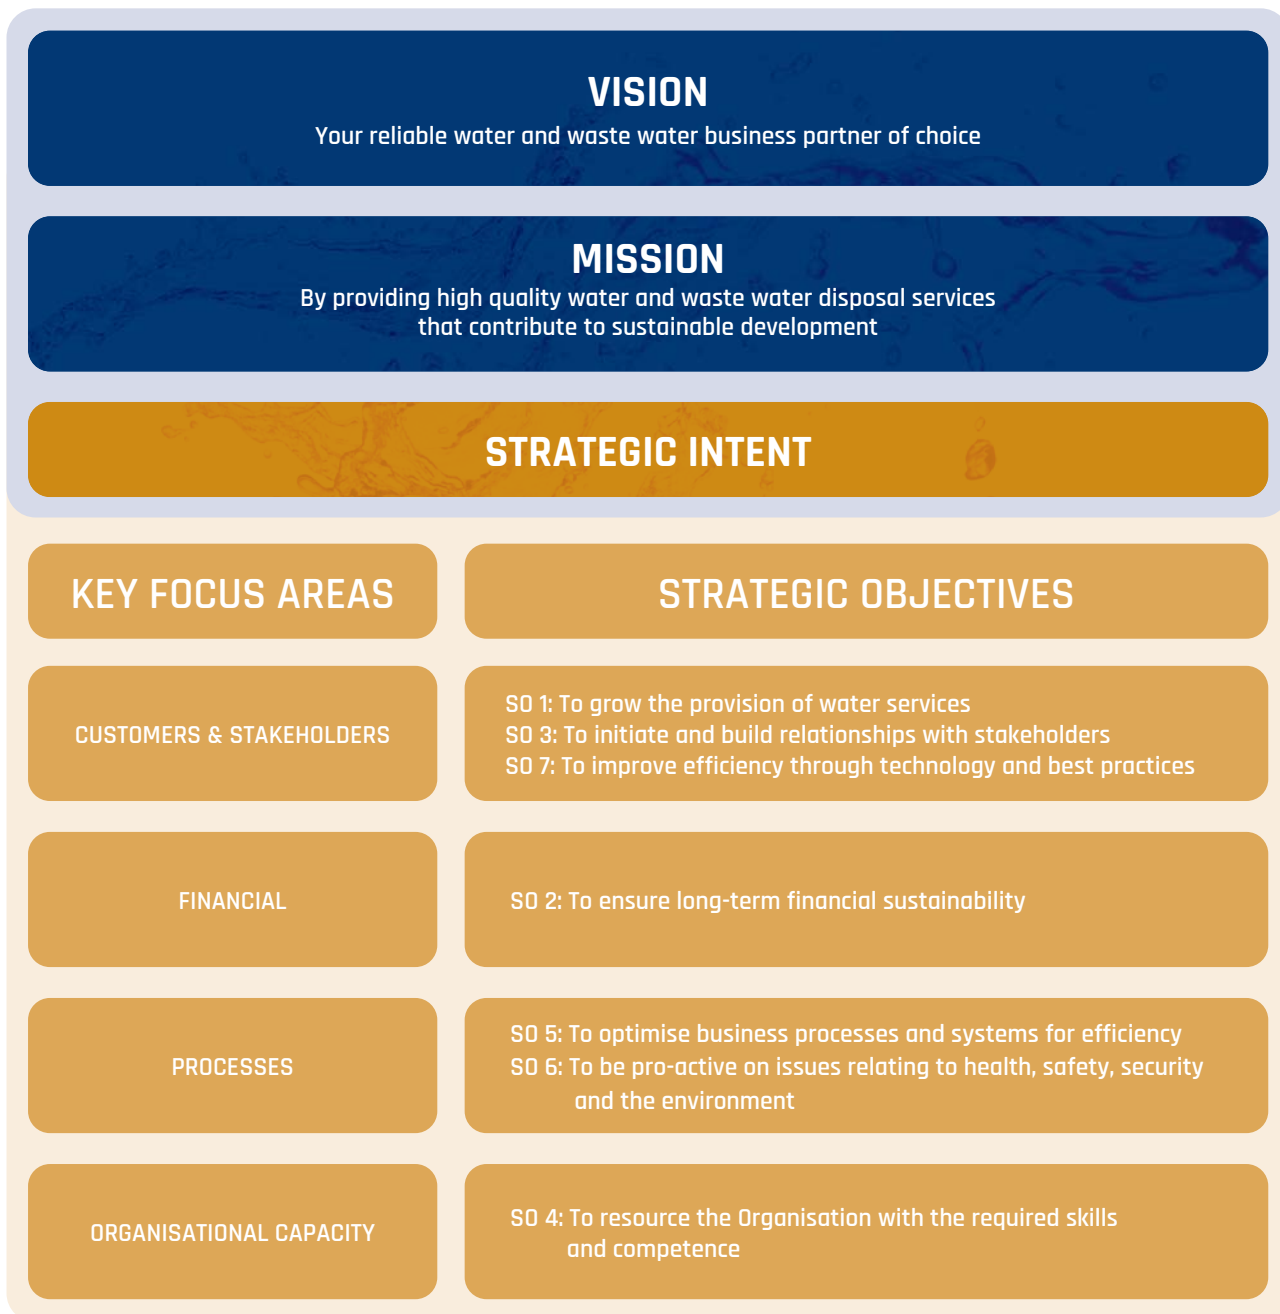 VISION
Your reliable water and waste water business partner of choice
MISSION
By providing high quality water and waste water disposal services
that contribute to sustainable development
STRATEGIC INTENT
KEY FOCUS AREAS
STRATEGIC OBJECTIVES
CUSTOMERS & STAKEHOLDERS
SO 1: To grow the provision of water services
SO 3: To initiate and build relationships with stakeholders
SO 7: To improve efficiency through technology and best practices
FINANCIAL
SO 2: To ensure long-term financial sustainability
PROCESSES
SO 5: To optimise business processes and systems for efficiency
SO 6: To be pro-active on issues relating to health, safety, security
and the environment
ORGANISATIONAL CAPACITY
SO 4: To resource the Organisation with the required skills
and competence